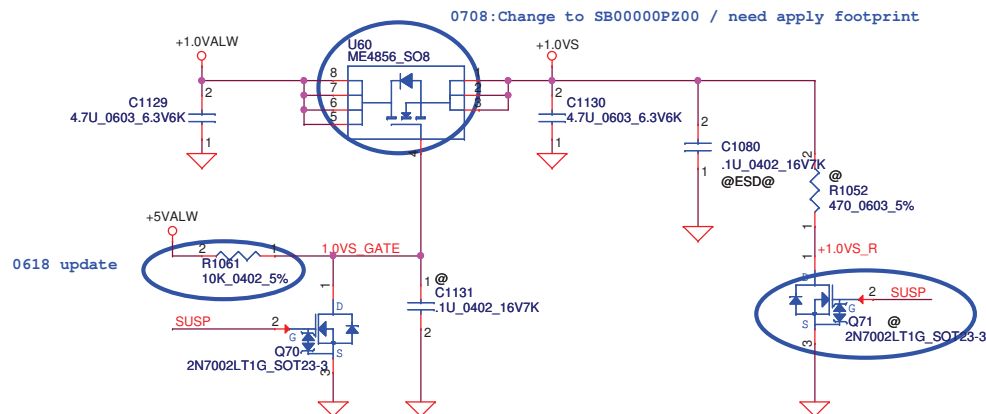 0708:Change to SB00000PZ00 / need apply footprint
+1.0VALW
U60
ME4856_SO8
+1.0VS
8
7
6
5
1
2
3
4
2
C1129
4.7U_0603_6.3V6K
1
2
C1130
4.7U_0603_6.3V6K
1
2
C1080
.1U_0402_16V7K
1
@ESD@
2
@
R1052
470_0603_5%
1
+5VALW
0618 update
2
1
R1061
10K_0402_5%
1.0VS_GATE
+1.0VS_R
1
@
C1131
.1U_0402_16V7K
2
SUSP
2
1
D
G
S
Q70
2N7002LT1G_SOT23-3
3
1
D
2
SUSP
G
S
Q71
@
2N7002LT1G_SOT23-3
3